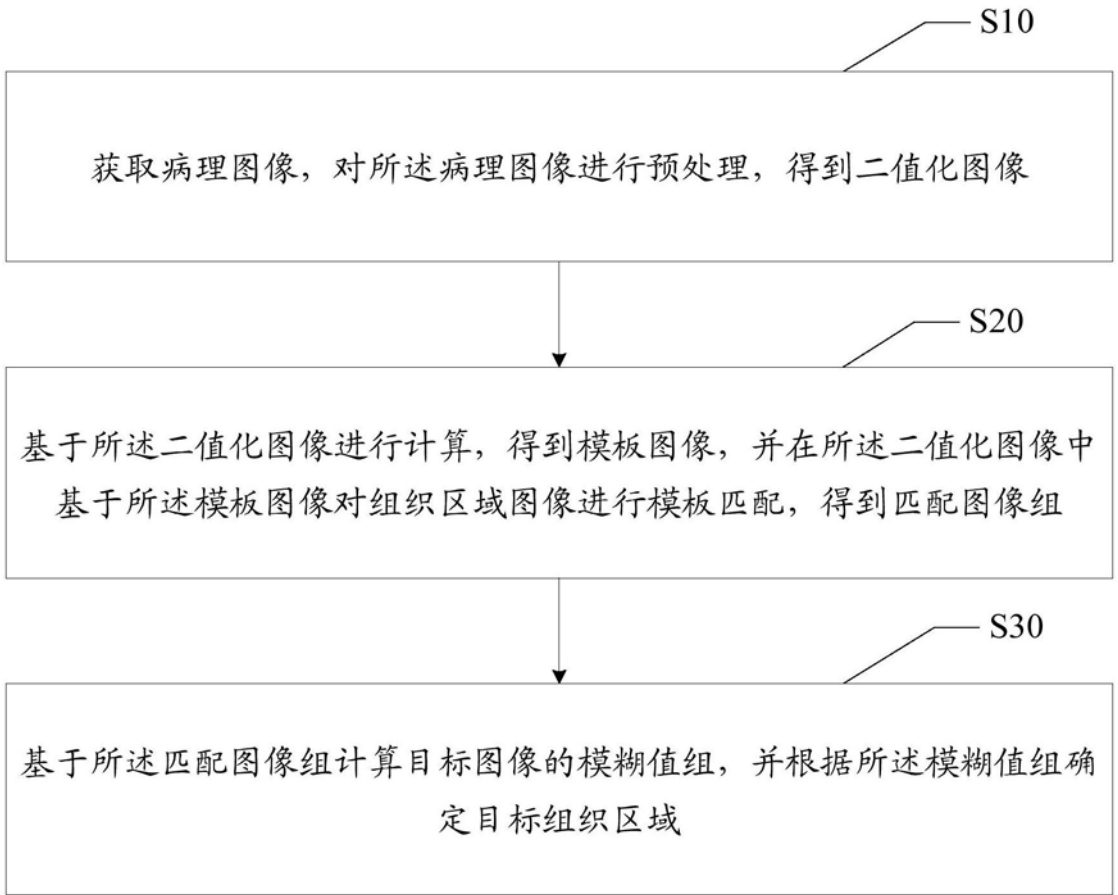 S10
获取病理图像，对所述病理图像进行预处理，得到二值化图像
S20
基于所述二值化图像进行计算，得到模板图像，并在所述二值化图像中
基于所述模板图像对组织区域图像进行模板匹配，得到匹配图像组
S30
基于所述匹配图像组计算目标图像的模糊值组，并根据所述模糊值组确
定目标组织区域